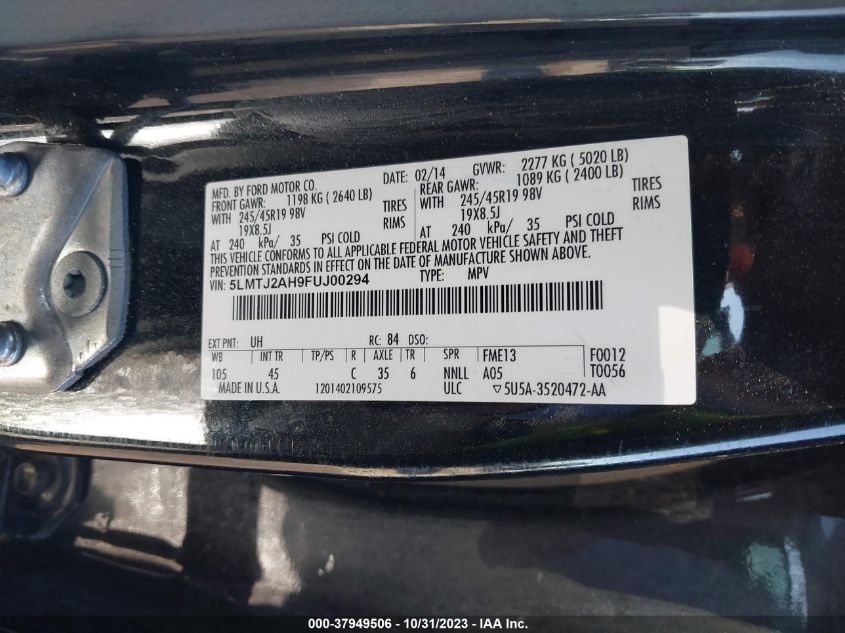 MFD. BY FORD MOTOR CO.
DATE: 02/14 GVWR: 2277 KG ( 5020 LB)
FRONT GAWR: 1198 KG ( 2640 LB) REAR GAWR: 1089 KG ( 2400 LB)
WITH 245/45R19 98V TIRES WITH 245/45R19 98V TIRES
19X8.5J RIMS 19X8.5J RIMS
AT 240 kPa/ 35 PSI COLD AT 240 kPa/ 35 PSI COLD
THIS VEHICLE CONFORMS TO ALL APPLICABLE FEDERAL MOTOR VEHICLE SAFETY AND THEFT
PREVENTION STANDARDS IN EFFECT ON THE DATE OF MANUFACTURE SHOWN ABOVE.
VIN: 5LMTJ2AH9FUJ00294 TYPE: MPV
EXT PNT: UH RC: 84 DSO:
WB INT TR TP/PS R AXLE TR SPR FME13 F0012
105 45 C 35 6 NNLL A05 T0056
MADE IN U.S.A. 1201402109575 ULC ▽5U5A-3520472-AA
000-37949506 - 10/31/2023 - IAA Inc.